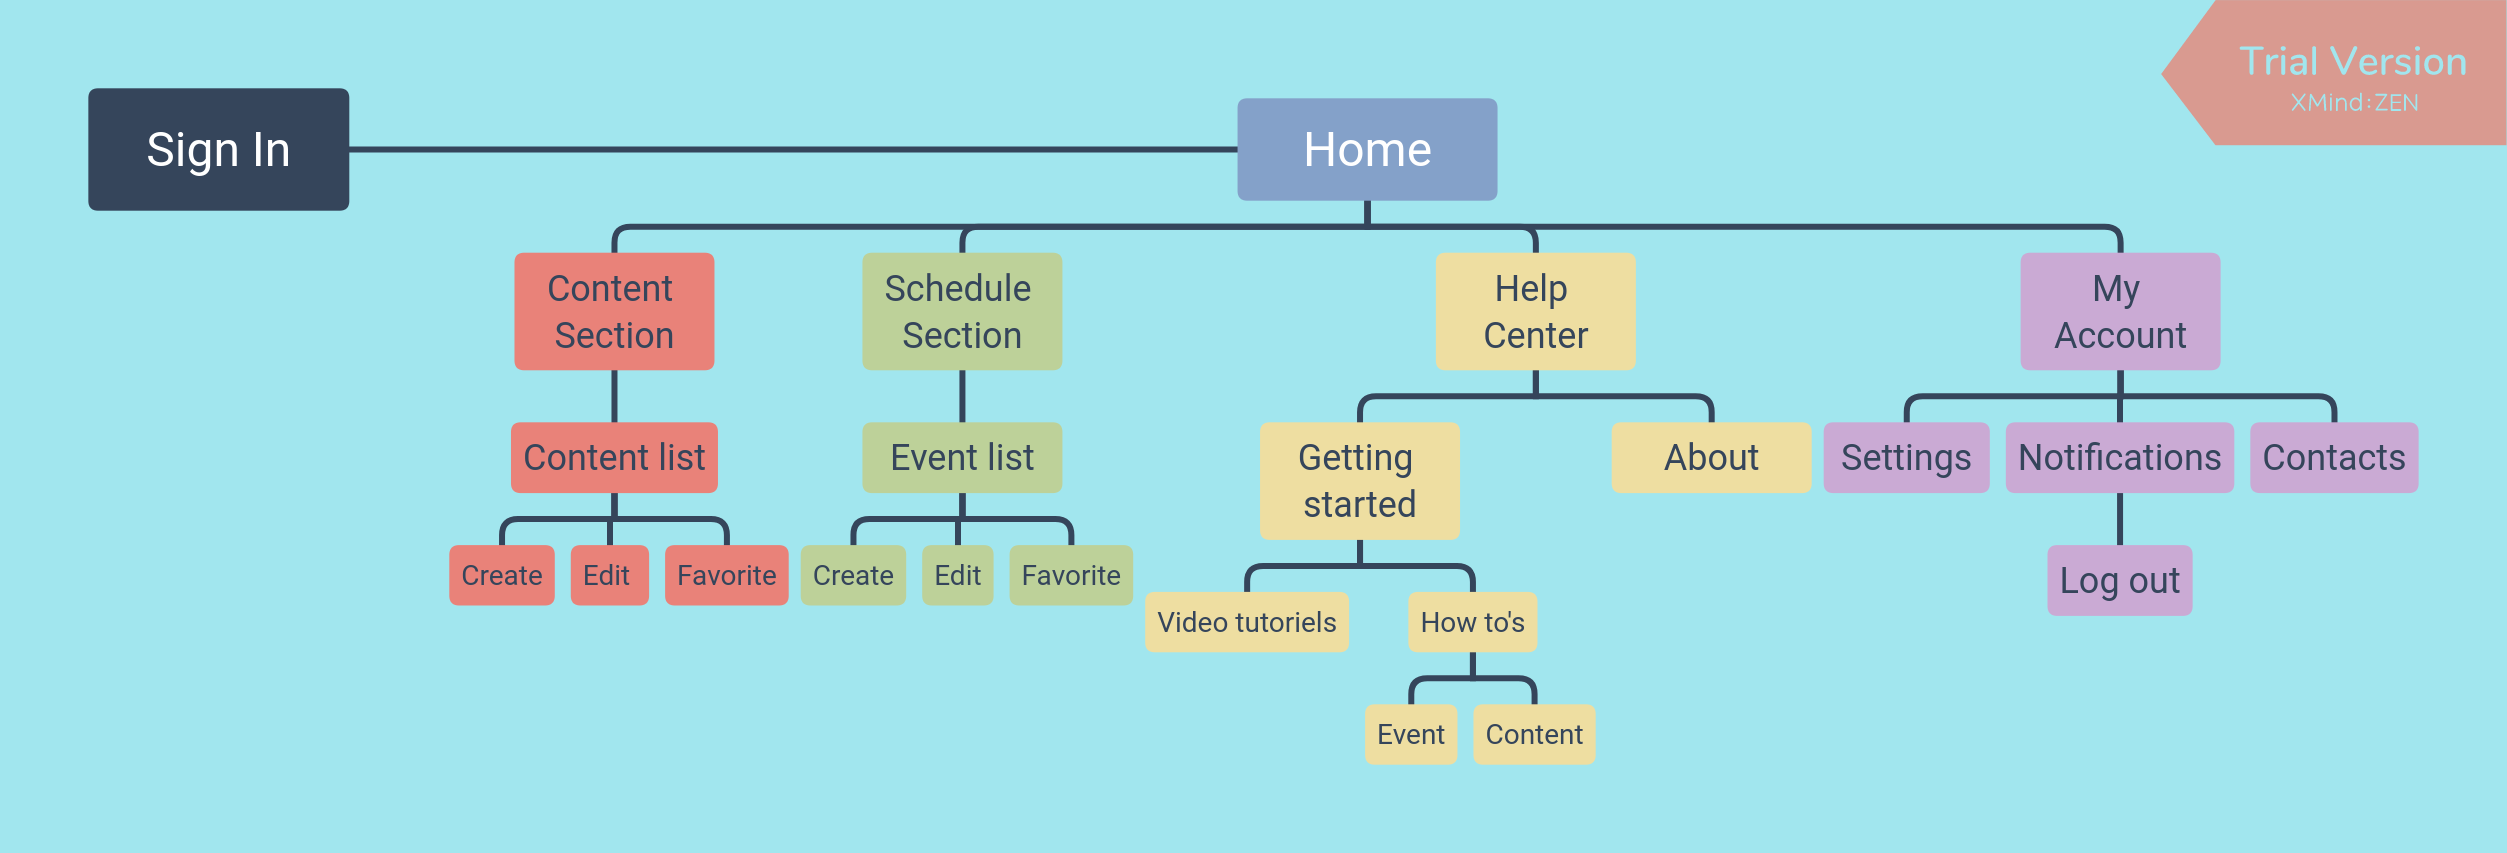 Trial Version
XMind:ZEN
Sign In
Home
Content
Section
Schedule
Section
Help
Center
My
Account
Content list
Event list
Getting
started
About
Settings
Notifications
Contacts
Create
Edit
Favorite
Create
Edit
Favorite
Video tutoriels
How to's
Log out
Event
Content